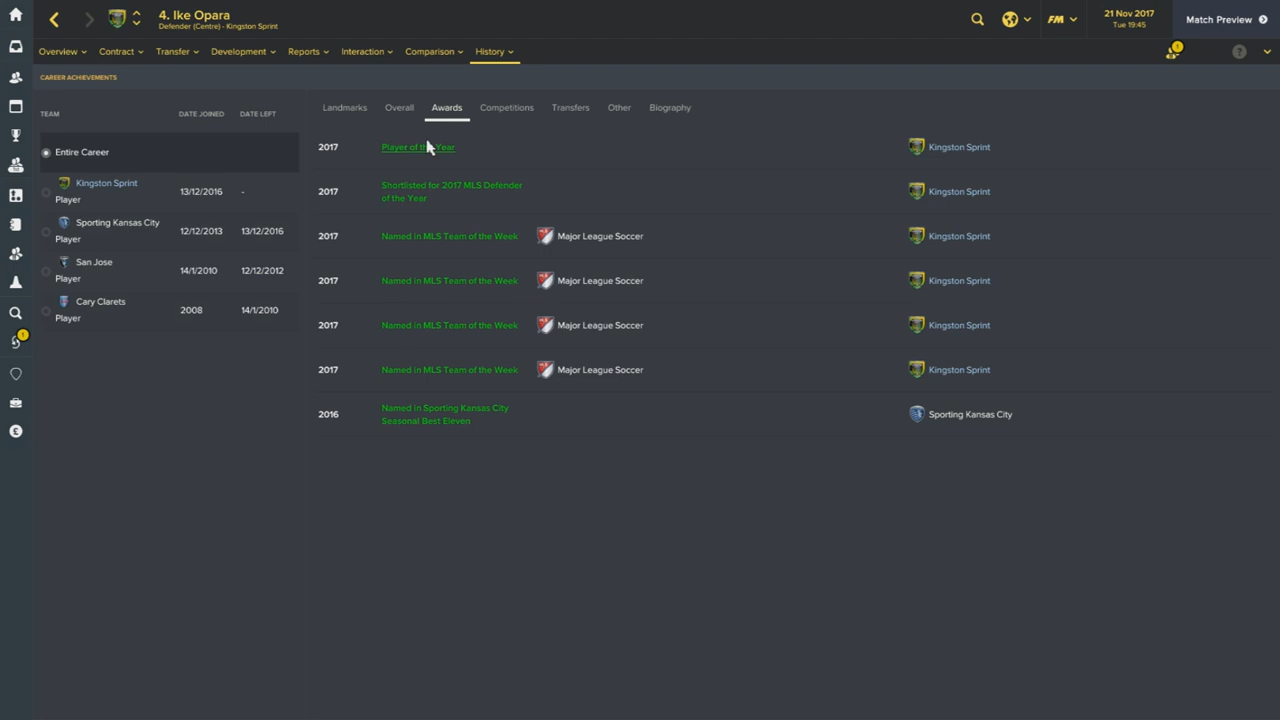 4. Ike Opara
Defender (Centre) - Kingston Sprint
FM
21 Nov 2017
Tue 19:45
Match Preview
Overview
Contract
Transfer
Development
Reports
Interaction
Comparison
History
1
?
CAREER ACHIEVEMENTS
TEAM DATE JOINED DATE LEFT
Entire Career
Kingston Sprint
Player
13/12/2016 -
Sporting Kansas City
Player
12/12/2013 13/12/2016
San Jose
Player
14/1/2010 12/12/2012
Cary Clarets
Player
2008 14/1/2010
1
Landmarks Overall Awards Competitions Transfers Other Biography
2017 Player of the Year Kingston Sprint
2017 Shortlisted for 2017 MLS Defender
of the Year Kingston Sprint
2017 Named in MLS Team of the Week Major League Soccer Kingston Sprint
2017 Named in MLS Team of the Week Major League Soccer Kingston Sprint
2017 Named in MLS Team of the Week Major League Soccer Kingston Sprint
2017 Named in MLS Team of the Week Major League Soccer Kingston Sprint
2016 Named in Sporting Kansas City
Seasonal Best Eleven Sporting Kansas City